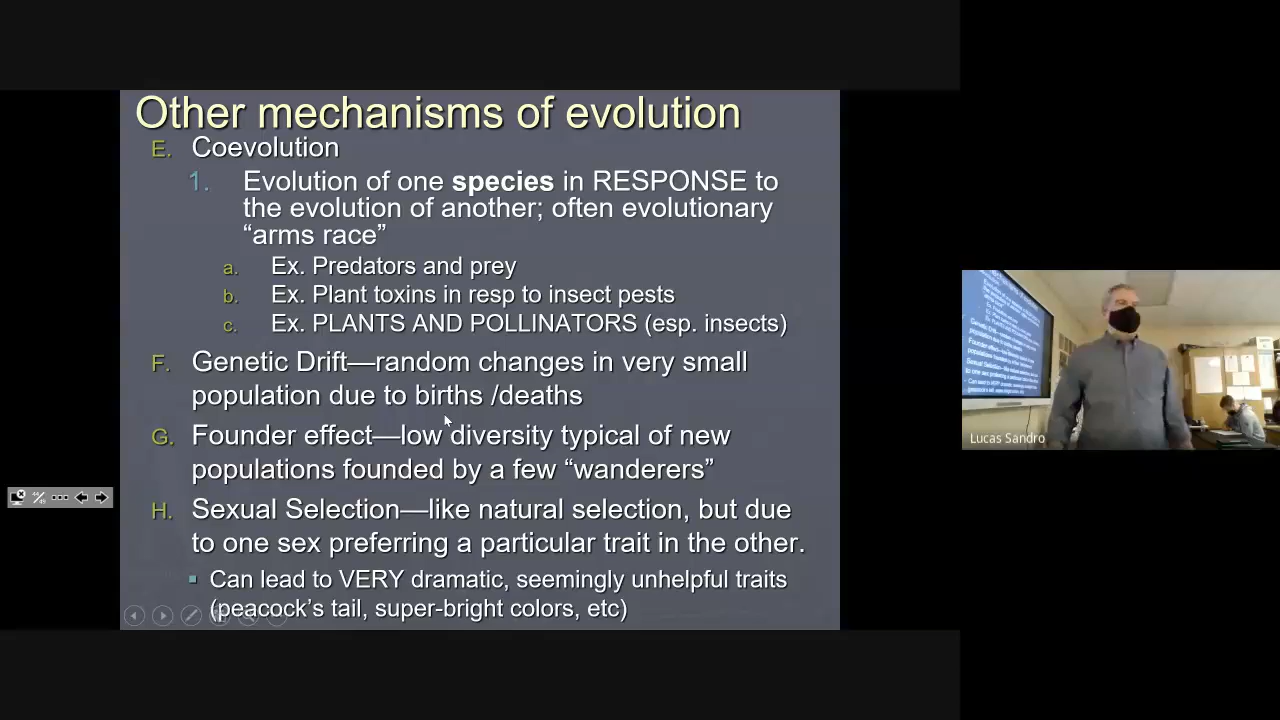 Other mechanisms of evolution
E. Coevolution
1. Evolution of one species in RESPONSE to
the evolution of another; often evolutionary
“arms race”
a. Ex. Predators and prey
b. Ex. Plant toxins in resp to insect pests
c. Ex. PLANTS AND POLLINATORS (esp. insects)
F. Genetic Drift—random changes in very small
population due to births /deaths
G. Founder effect—low diversity typical of new
populations founded by a few “wanderers”
H. Sexual Selection—like natural selection, but due
to one sex preferring a particular trait in the other.
▪ Can lead to VERY dramatic, seemingly unhelpful traits
(peacock’s tail, super-bright colors, etc)
Lucas Sandro